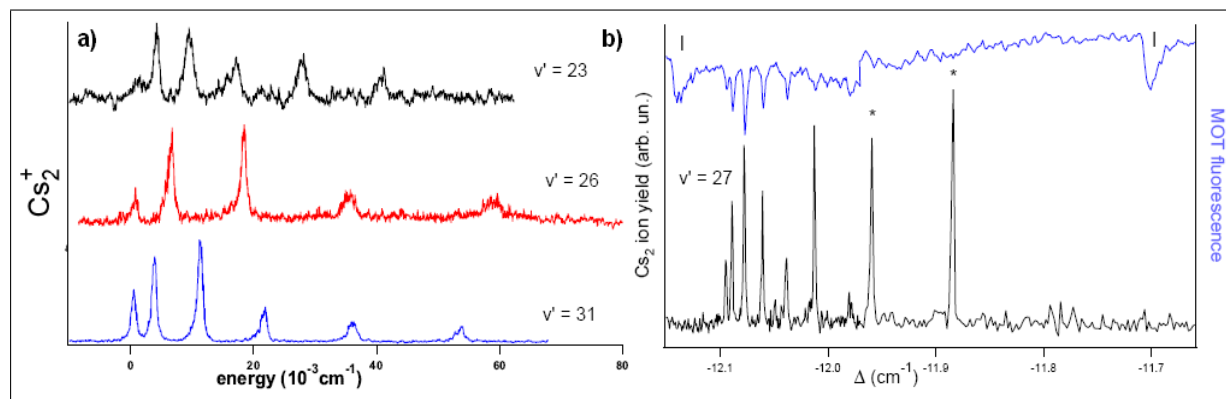 a)
v' = 23
v' = 26
v' = 31
Cs₂⁺
0
20
40
60
80
energy (10⁻³cm⁻¹)
b)
*
*
v' = 27
Cs₂ ion yield (arb. un.)
MOT fluorescence
-12.1
-12.0
-11.9
-11.8
-11.7
Δ (cm⁻¹)